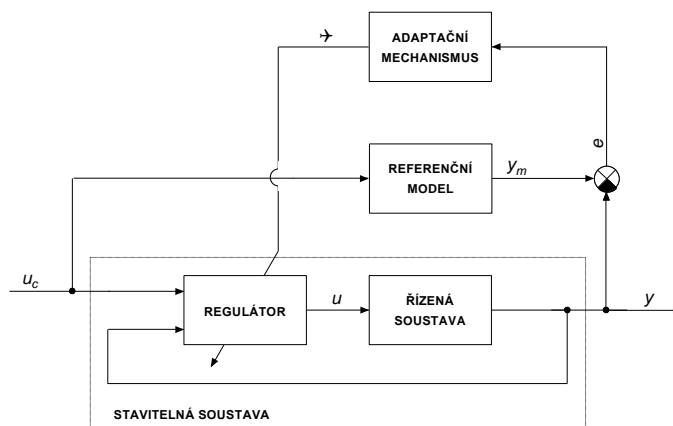 ✈
ADAPTAČNÍ
MECHANISMUS
e
REFERENČNÍ
MODEL
y_m
u_c
REGULÁTOR
u
ŘÍZENÁ
SOUSTAVA
y
STAVITELNÁ SOUSTAVA